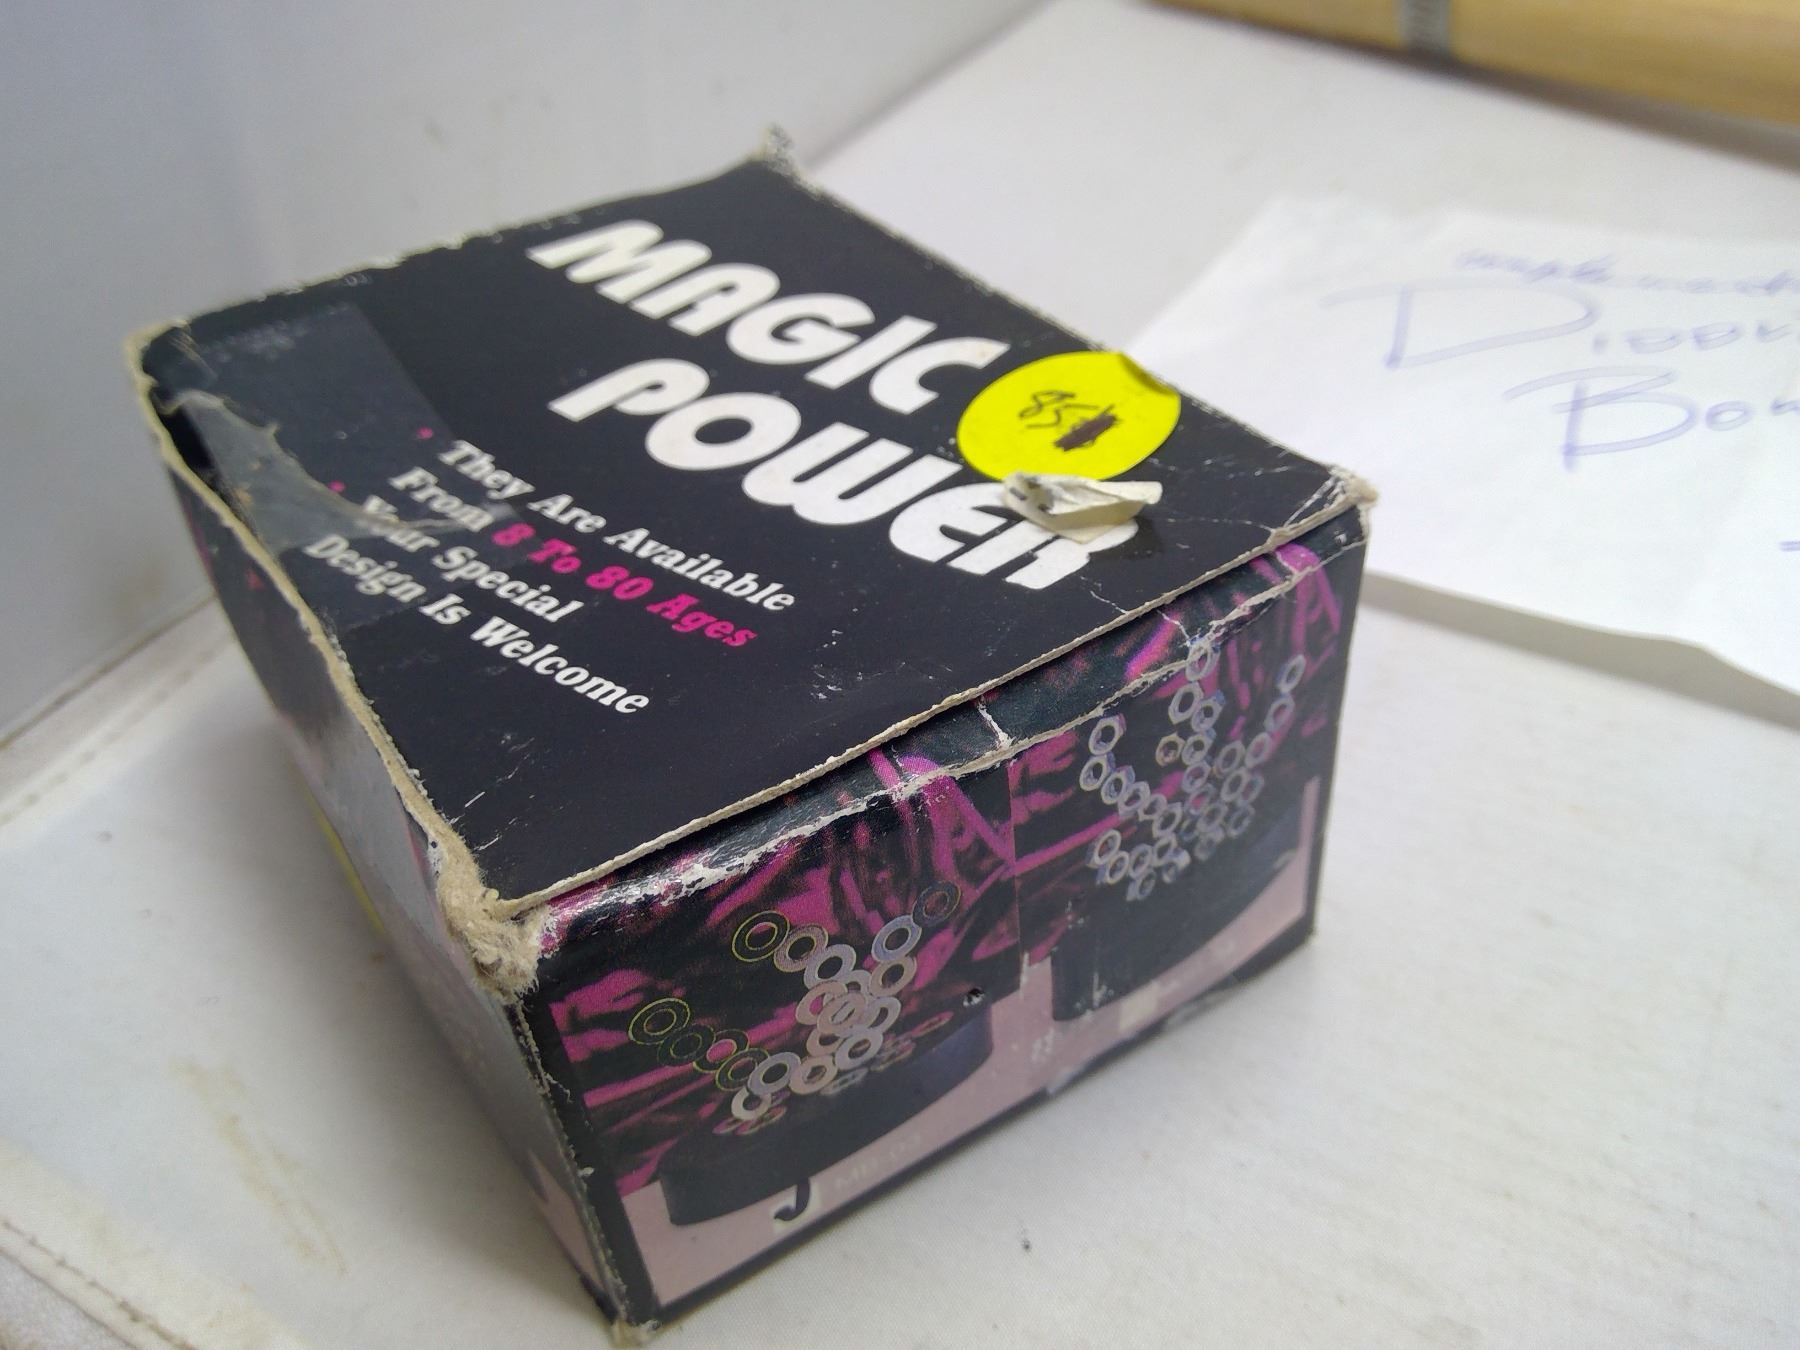 MAGIC
POWER
They Are Available
From 8 To 80 Ages
Your Special
Design Is Welcome
85
J